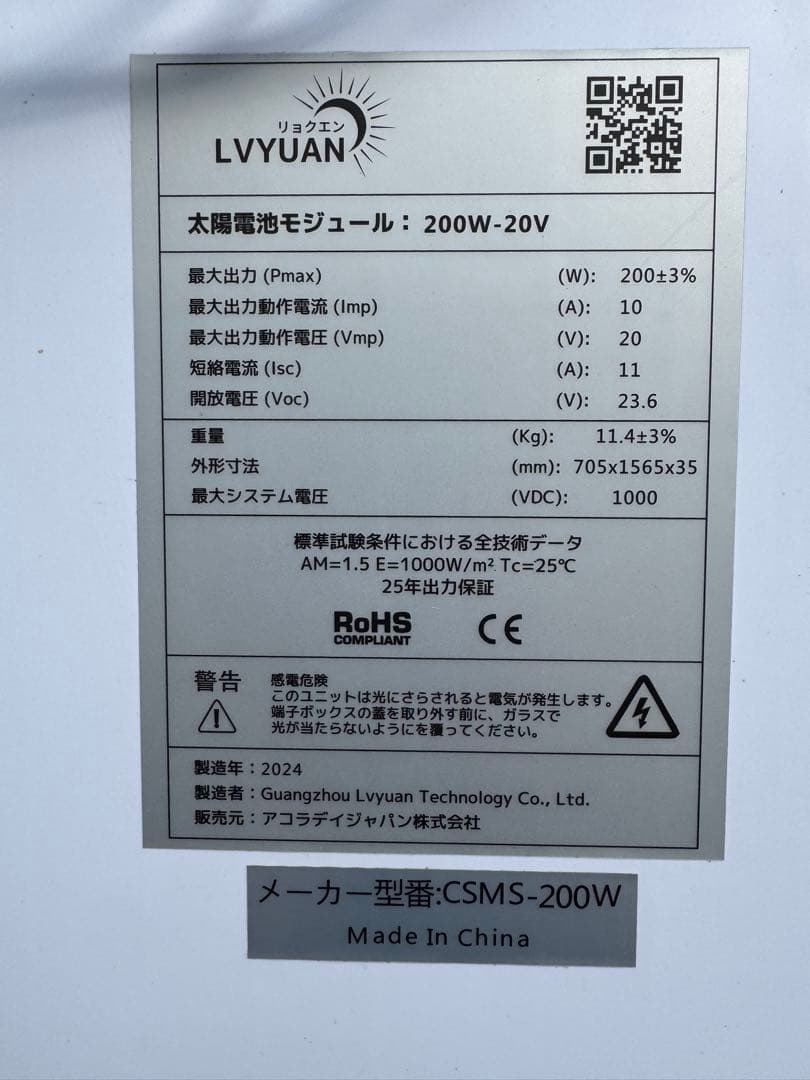 リョクエン
LVYUAN
太陽電池モジュール： 200W-20V
最大出力 (Pmax) (W): 200±3%
最大出力動作電流 (Imp) (A): 10
最大出力動作電圧 (Vmp) (V): 20
短絡電流 (Isc) (A): 11
開放電圧 (Voc) (V): 23.6
重量 (Kg): 11.4±3%
外形寸法 (mm): 705x1565x35
最大システム電圧 (VDC): 1000
標準試験条件における全技術データ
AM=1.5 E=1000W/m² Tc=25℃
25年出力保証
RoHS
COMPLIANT
CE
警告
感電危険
このユニットは光にさらされると電気が発生します。
端子ボックスの蓋を取り外す前に、ガラスで
光が当たらないようにを覆ってください。
製造年：2024
製造者：Guangzhou Lvyuan Technology Co., Ltd.
販売元：アコラデイジャパン株式会社
メーカー型番:CSMS-200W
Made In China